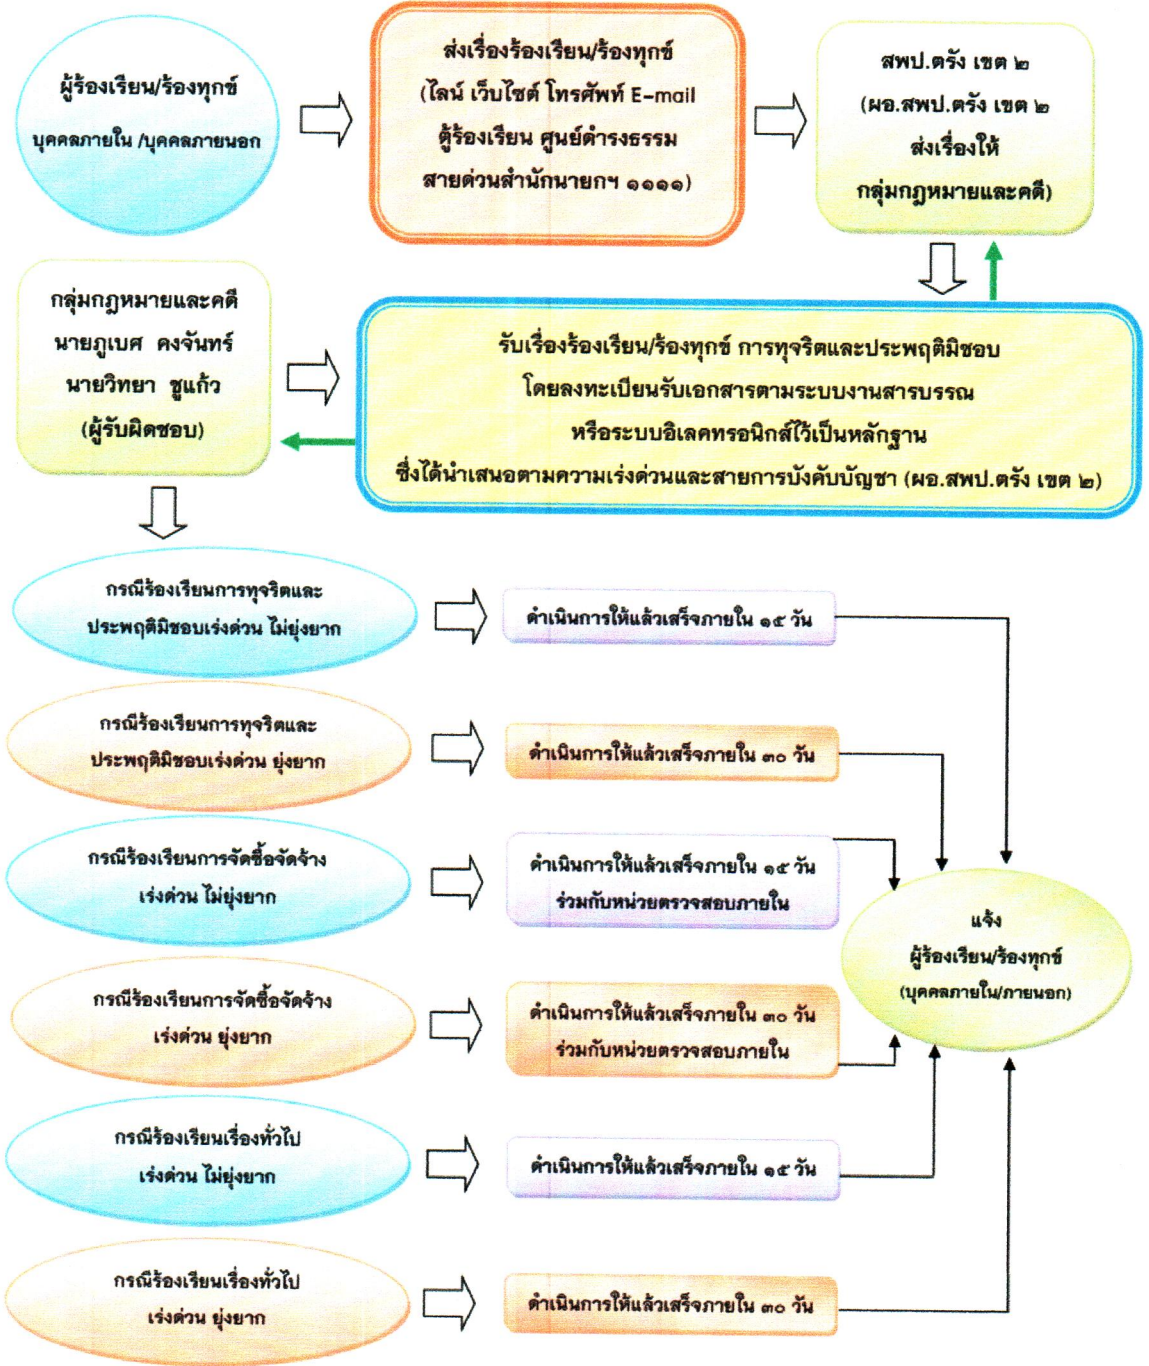 ผู้ร้องเรียน/ร้องทุกข์
บุคคลภายใน /บุคคลภายนอก
ส่งเรื่องร้องเรียน/ร้องทุกข์
(ไลน์ เว็บไซต์ โทรศัพท์ E-mail
ตู้ร้องเรียน ศูนย์ดำรงธรรม
สายด่วนสำนักนายกฯ ๑๑๑๑)
สพป.ตรัง เขต ๒
(ผอ.สพป.ตรัง เขต ๒
ส่งเรื่องให้
กลุ่มกฎหมายและคดี)
กลุ่มกฎหมายและคดี
นายภูเบศ คงจันทร์
นายวิทยา ชูแก้ว
(ผู้รับผิดชอบ)
รับเรื่องร้องเรียน/ร้องทุกข์ การทุจริตและประพฤติมิชอบ
โดยลงทะเบียนรับเอกสารตามระบบงานสารบรรณ
หรือระบบอิเลคทรอนิกส์ไว้เป็นหลักฐาน
ซึ่งได้นำเสนอตามความเร่งด่วนและสายการบังคับบัญชา (ผอ.สพป.ตรัง เขต ๒)
กรณีร้องเรียนการทุจริตและ
ประพฤติมิชอบเร่งด่วน ไม่ยุ่งยาก
ดำเนินการให้แล้วเสร็จภายใน ๑๕ วัน
กรณีร้องเรียนการทุจริตและ
ประพฤติมิชอบเร่งด่วน ยุ่งยาก
ดำเนินการให้แล้วเสร็จภายใน ๓๐ วัน
กรณีร้องเรียนการจัดซื้อจัดจ้าง
เร่งด่วน ไม่ยุ่งยาก
ดำเนินการให้แล้วเสร็จภายใน ๑๕ วัน
ร่วมกับหน่วยตรวจสอบภายใน
กรณีร้องเรียนการจัดซื้อจัดจ้าง
เร่งด่วน ยุ่งยาก
ดำเนินการให้แล้วเสร็จภายใน ๓๐ วัน
ร่วมกับหน่วยตรวจสอบภายใน
กรณีร้องเรียนเรื่องทั่วไป
เร่งด่วน ไม่ยุ่งยาก
ดำเนินการให้แล้วเสร็จภายใน ๑๕ วัน
กรณีร้องเรียนเรื่องทั่วไป
เร่งด่วน ยุ่งยาก
ดำเนินการให้แล้วเสร็จภายใน ๓๐ วัน
แจ้ง
ผู้ร้องเรียน/ร้องทุกข์
(บุคคลภายใน/ภายนอก)